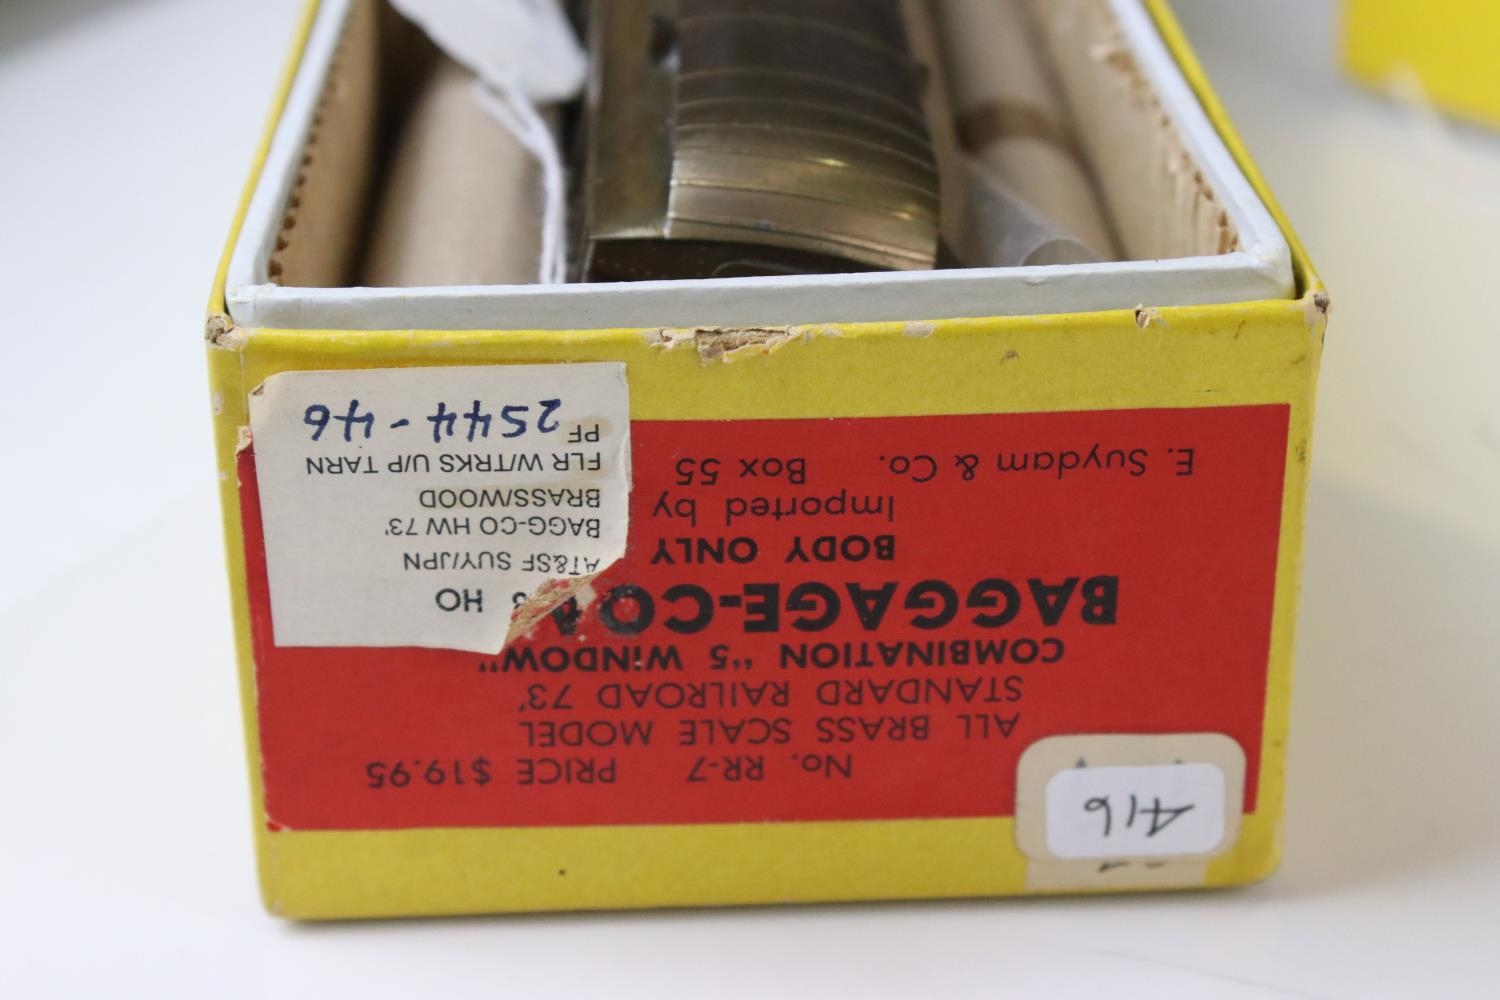 No. RR-7 PRICE $19.95
ALL BRASS SCALE MODEL
STANDARD RAILROAD 73'
COMBINATION "5 WINDOW"
BAGGAGE-CO
BODY ONLY
Imported by
E. Suydam & Co. Box 55
HO
AT&SF SUY/JPN
BAGG-CO HW 73'
BRASS/WOOD
FLR W/TRKS U/P TARN
PF
2544-46
416